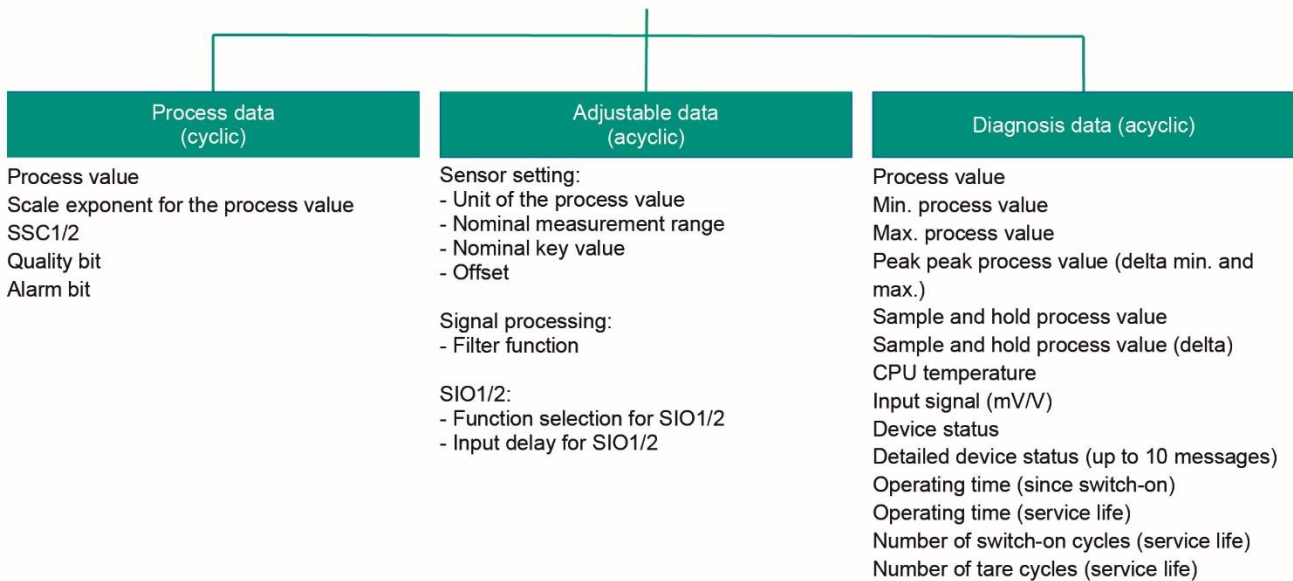 Process data
(cyclic)
Process value
Scale exponent for the process value
SSC1/2
Quality bit
Alarm bit
Adjustable data
(acyclic)
Sensor setting:
- Unit of the process value
- Nominal measurement range
- Nominal key value
- Offset
Signal processing:
- Filter function
SIO1/2:
- Function selection for SIO1/2
- Input delay for SIO1/2
Diagnosis data (acyclic)
Process value
Min. process value
Max. process value
Peak peak process value (delta min. and
max.)
Sample and hold process value
Sample and hold process value (delta)
CPU temperature
Input signal (mV/V)
Device status
Detailed device status (up to 10 messages)
Operating time (since switch-on)
Operating time (service life)
Number of switch-on cycles (service life)
Number of tare cycles (service life)